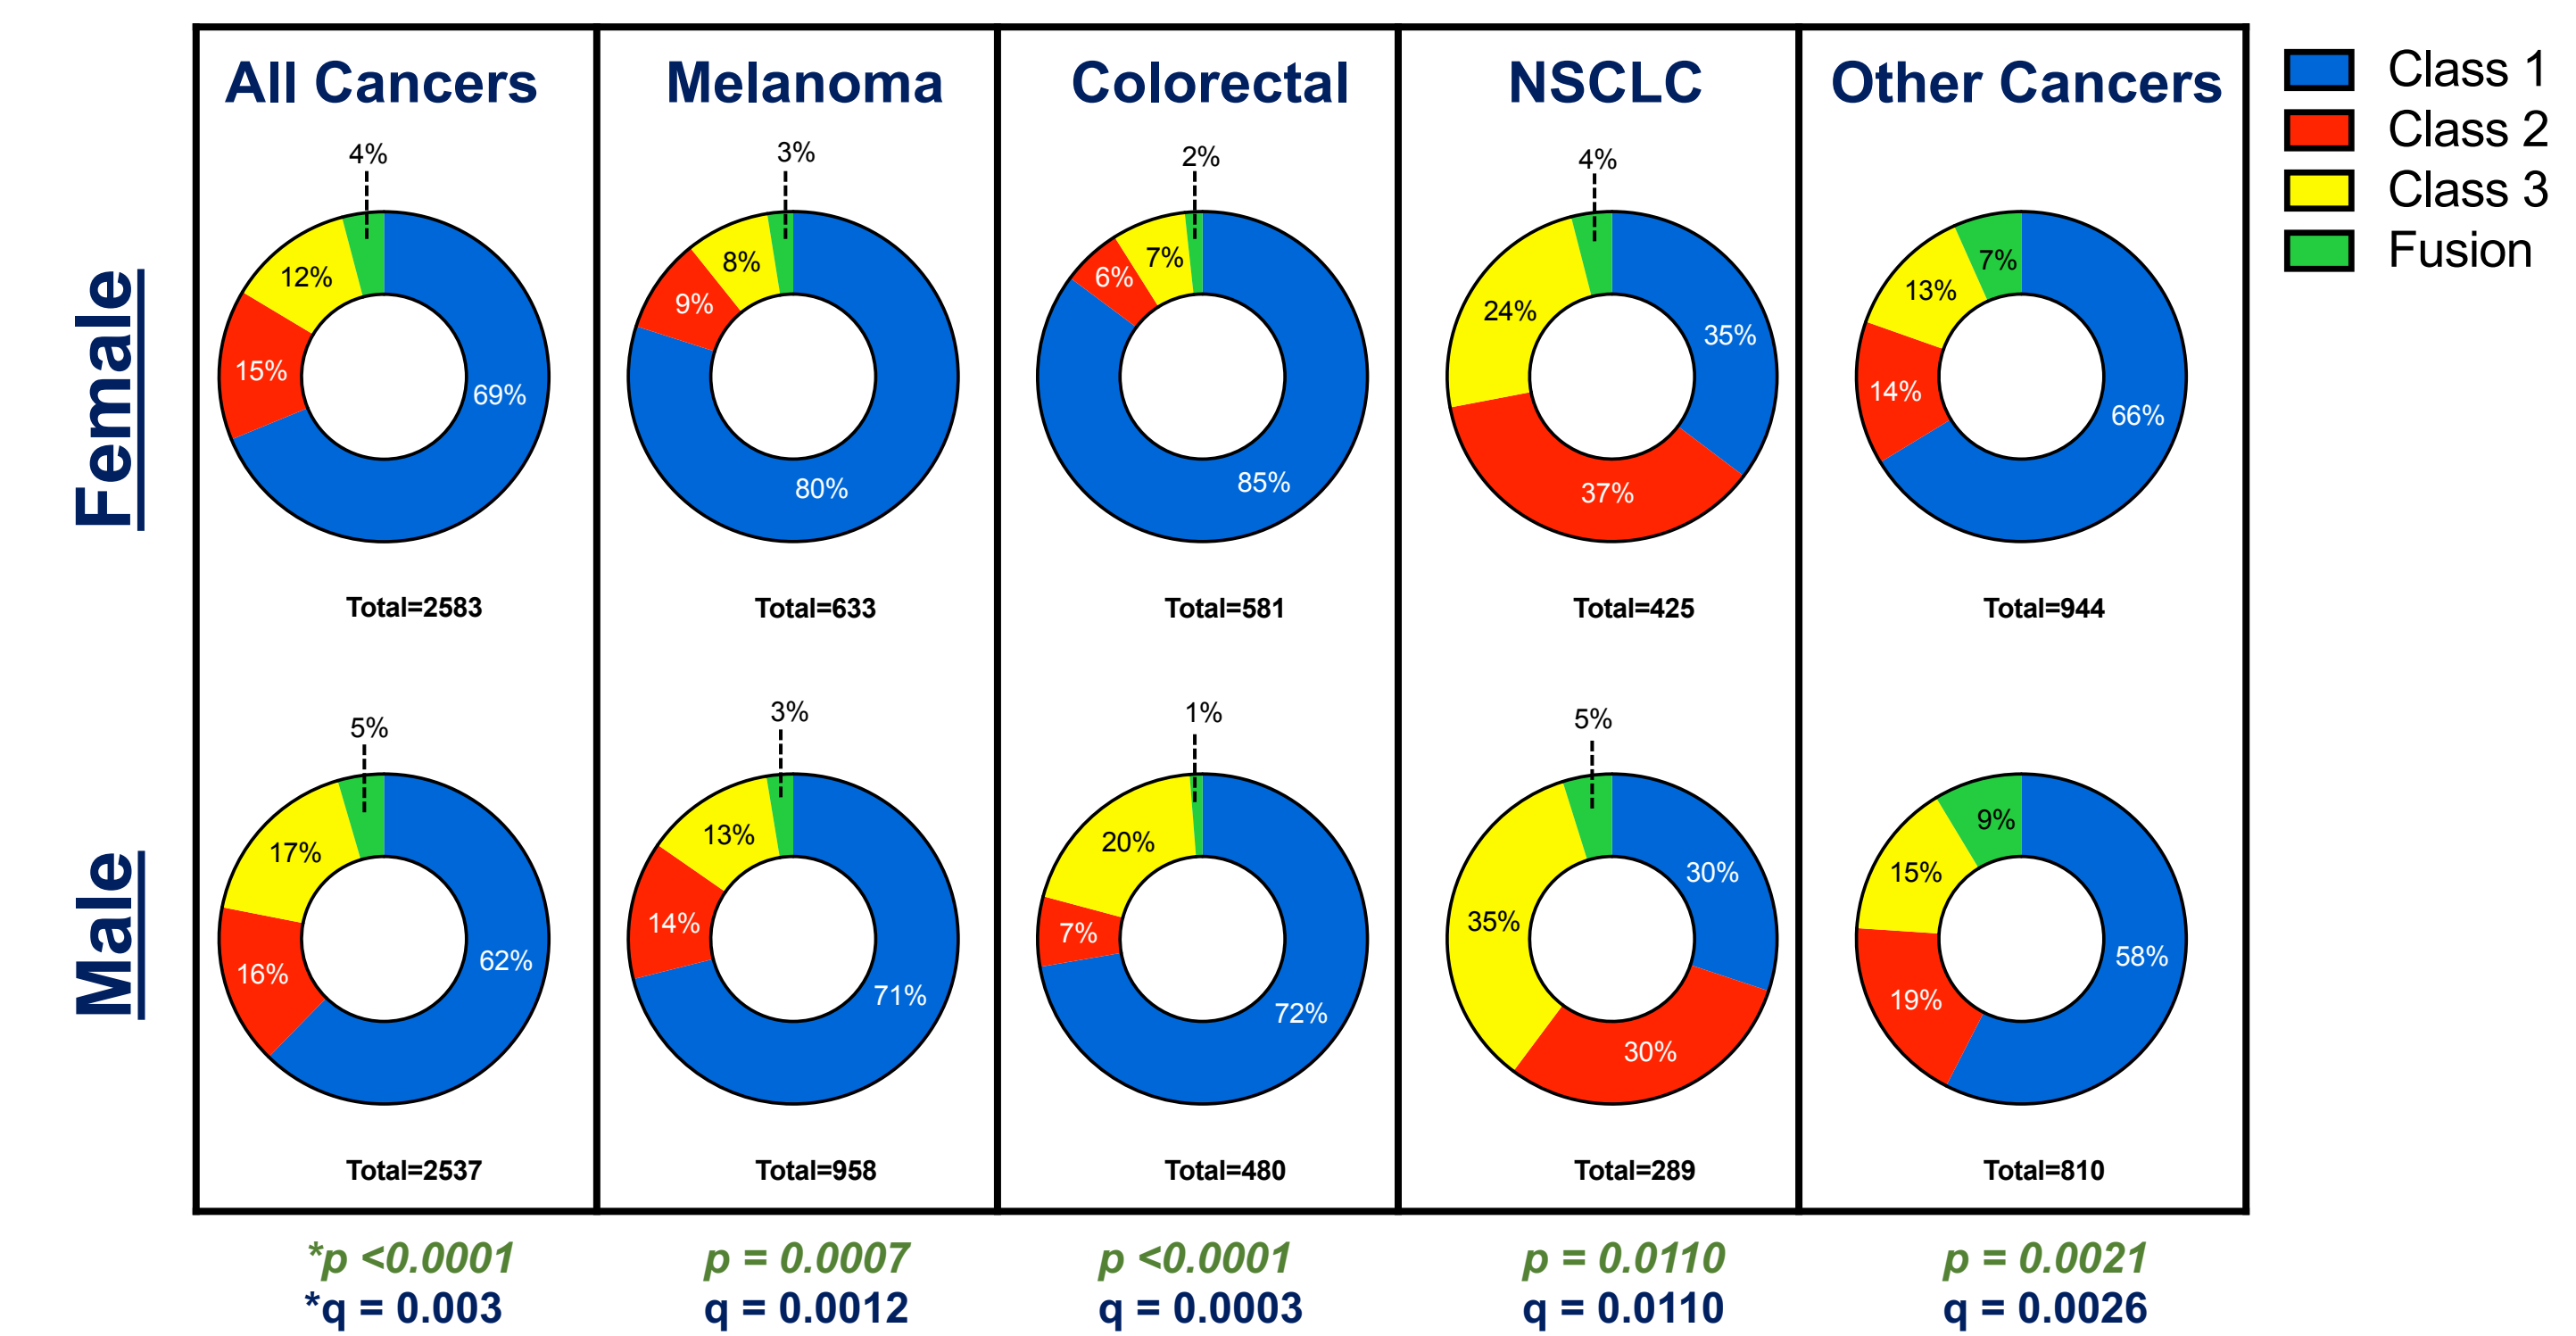 All Cancers
Melanoma
Colorectal
NSCLC
Other Cancers
Class 1
Class 2
Class 3
Fusion
Female
4%
12%
15%
69%
Total=2583
3%
8%
9%
80%
Total=633
2%
7%
6%
85%
Total=581
4%
24%
35%
37%
Total=425
7%
13%
14%
66%
Total=944
Male
5%
17%
16%
62%
Total=2537
3%
13%
14%
71%
Total=958
1%
20%
7%
72%
Total=480
5%
30%
35%
30%
Total=289
9%
15%
19%
58%
Total=810
*p <0.0001
*q = 0.003
p = 0.0007
q = 0.0012
p <0.0001
q = 0.0003
p = 0.0110
q = 0.0110
p = 0.0021
q = 0.0026